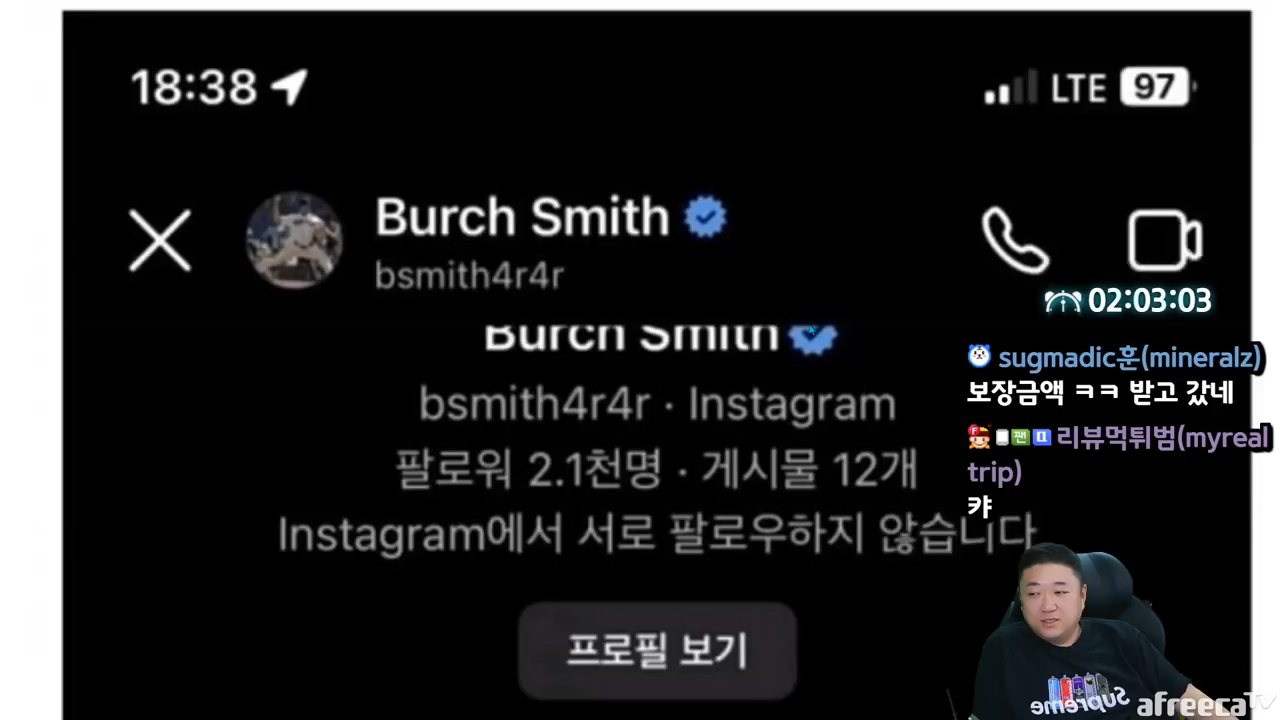 18:38
LTE 97
Burch Smith
bsmith4r4r
02:03:03
Burch Smith
bsmith4r4r · Instagram
팔로워 2.1천명 · 게시물 12개
Instagram에서 서로 팔로우하지 않습니다
프로필 보기
sugmadic훈(mineralz)
보장금액 ㅋㅋ 받고 갔네
F 팬 리뷰먹튀범(myreal
trip)
캬
Supreme
afreecaTV